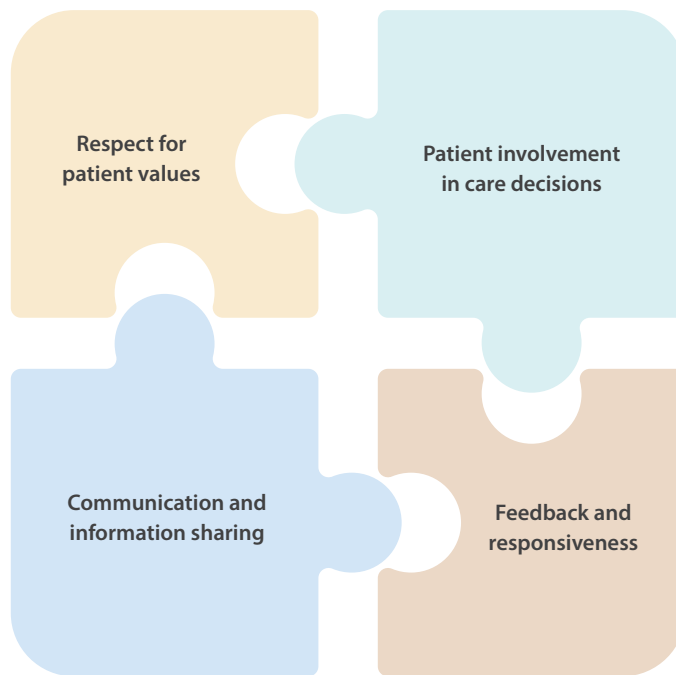 Respect for
patient values
Patient involvement
in care decisions
Communication and
information sharing
Feedback and
responsiveness